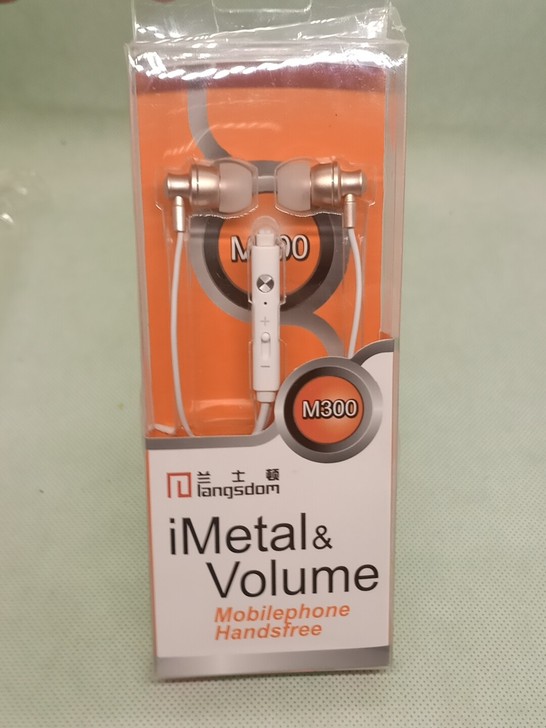 M300
+
−
M300
兰士顿
langsdom
iMetal &
Volume
Mobilephone
Handsfree